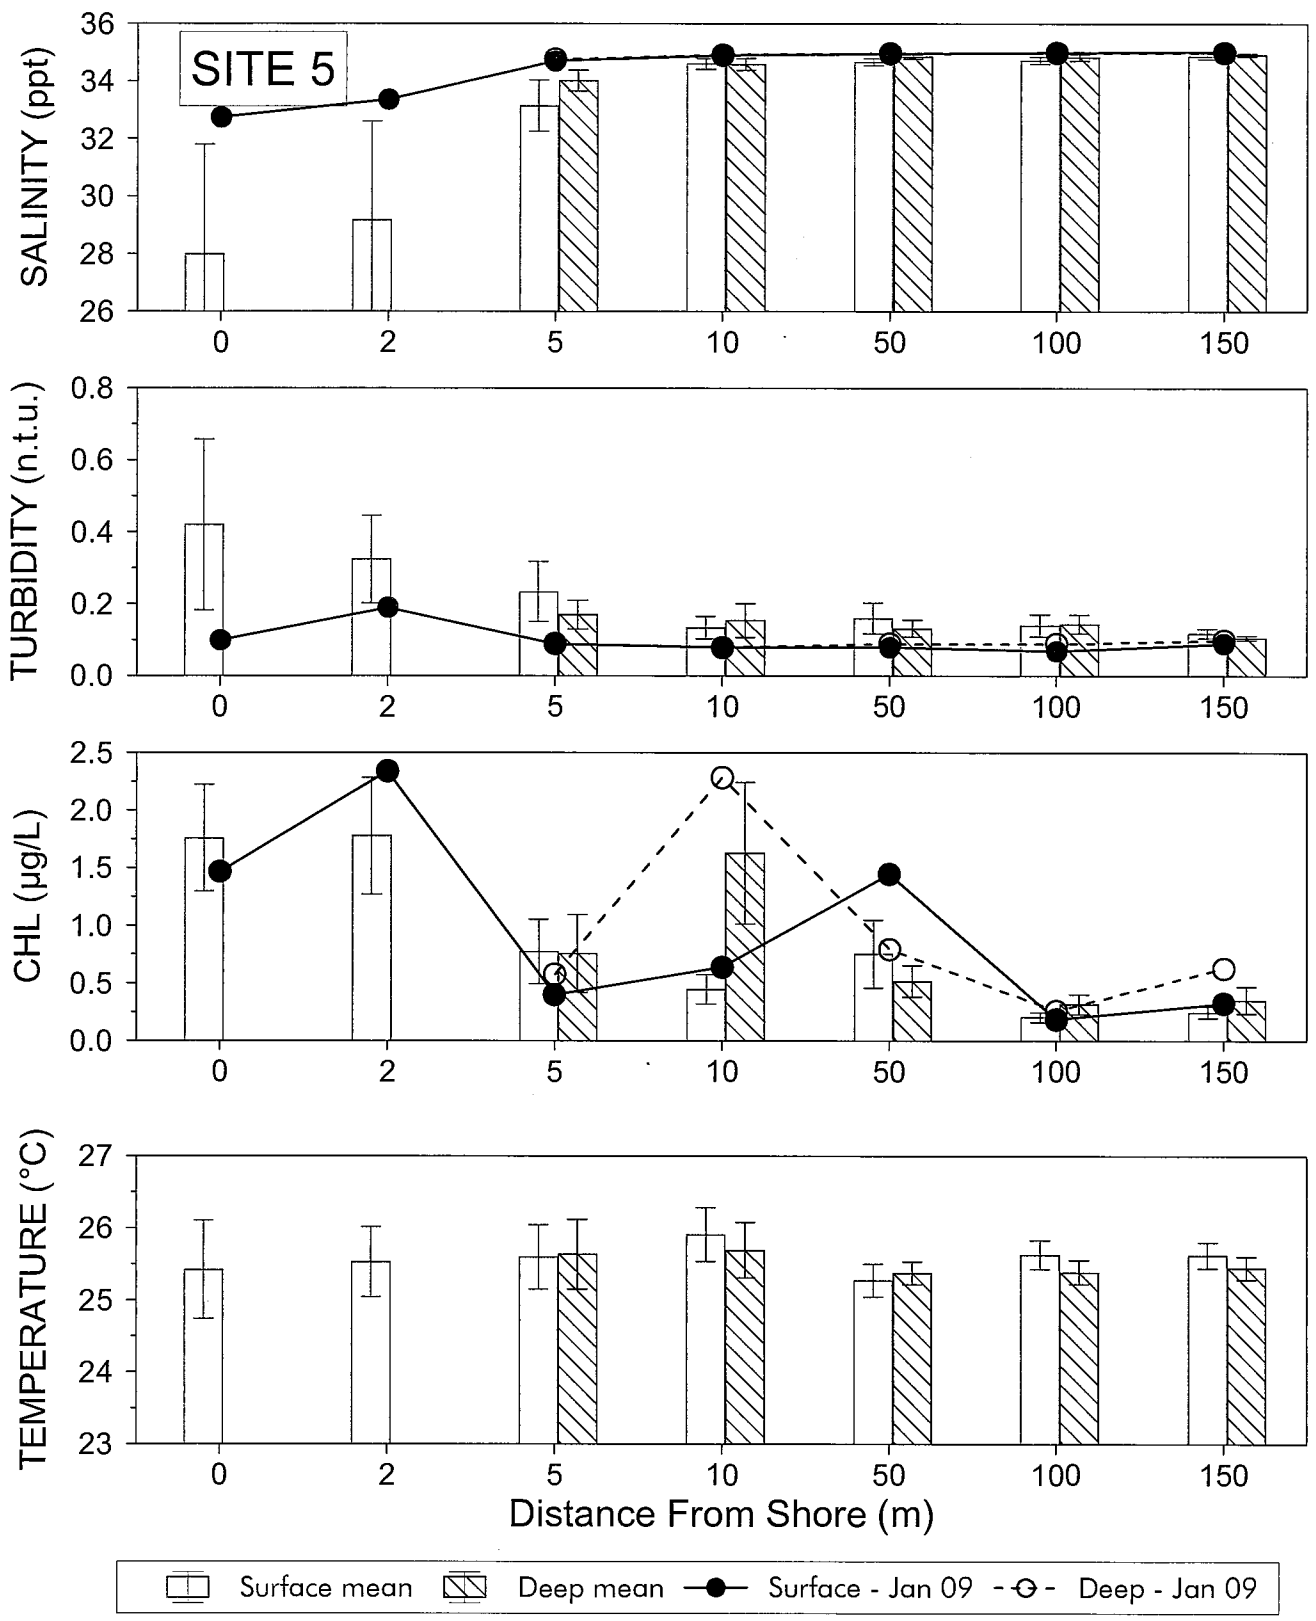 SITE 5
SALINITY (ppt)
36
34
32
30
28
26
0 2 5 10 50 100 150
TURBIDITY (n.t.u.)
0.8
0.6
0.4
0.2
0.0
0 2 5 10 50 100 150
CHL (µg/L)
2.5
2.0
1.5
1.0
0.5
0.0
0 2 5 10 50 100 150
TEMPERATURE (°C)
27
26
25
24
23
0 2 5 10 50 100 150
Distance From Shore (m)
Surface mean Deep mean Surface - Jan 09 Deep - Jan 09